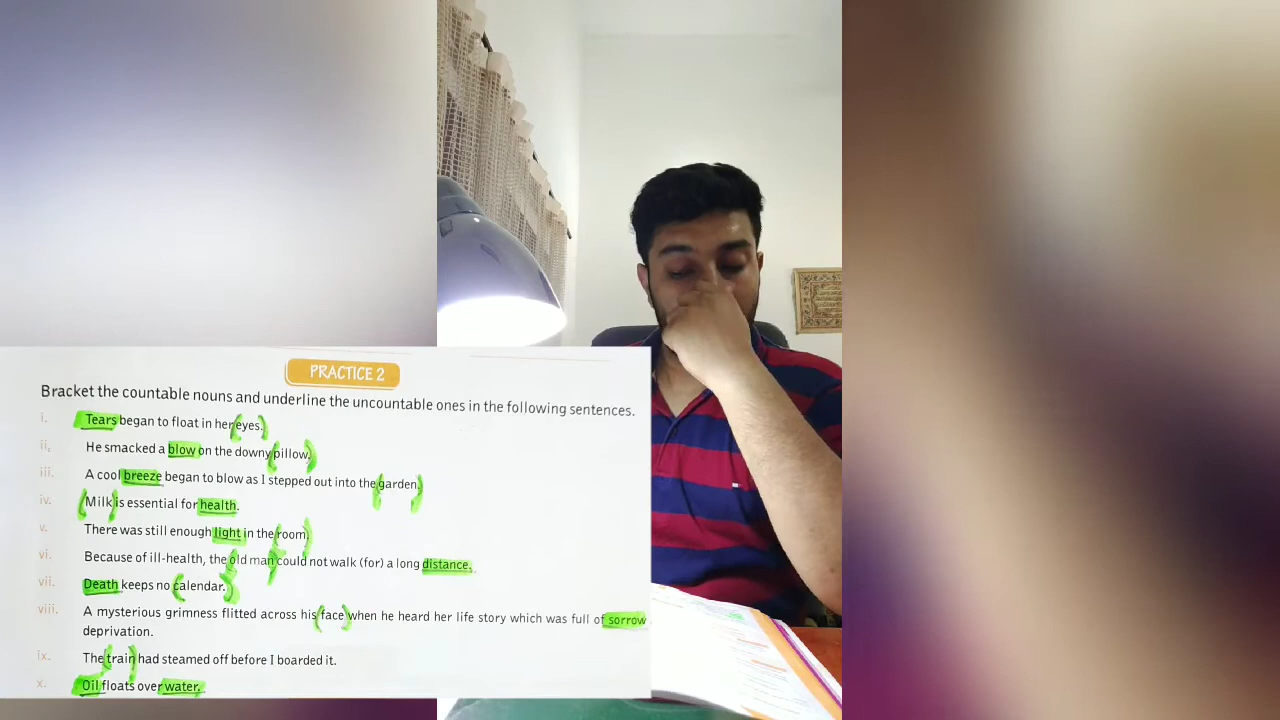 PRACTICE 2
Bracket the countable nouns and underline the uncountable ones in the following sentences.
i. Tears began to float in her (eyes.)
ii. He smacked a blow on the downy (pillow.)
iii. A cool breeze began to blow as I stepped out into the (garden.)
iv. (Milk) is essential for health.
v. There was still enough light in the (room.)
vi. Because of ill-health, the (old man) could not walk (for) a long distance.
vii. Death keeps no (calendar.)
viii. A mysterious grimness flitted across his (face) when he heard her life story which was full of sorrow
deprivation.
ix. The (train) had steamed off before I boarded it.
x. Oil floats over water.